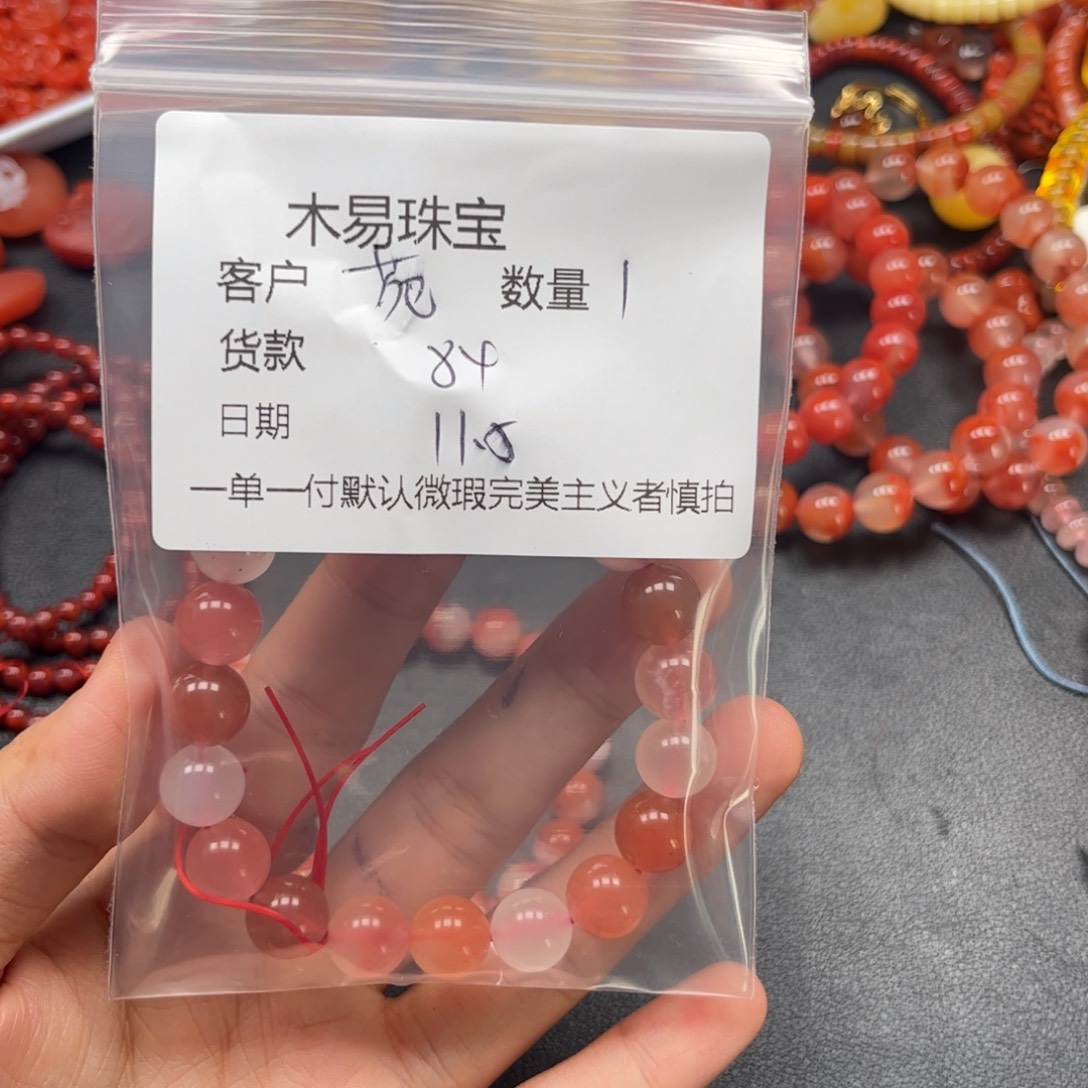 木易珠宝
客户 苑 数量 1
货款 84
日期 11.5
一单一付默认微瑕完美主义者慎拍